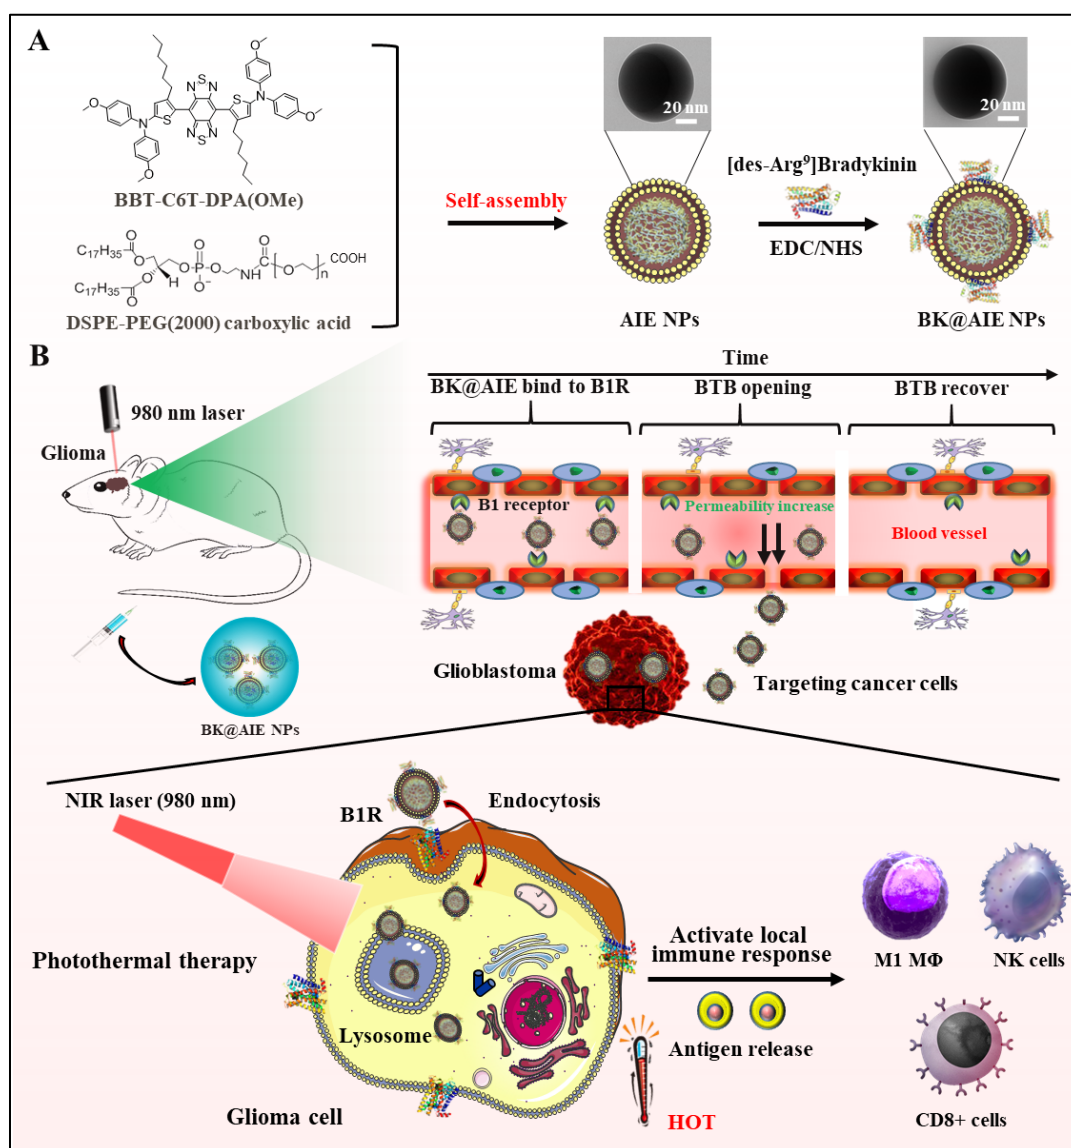 A
S
N N
N N
S
S
S
N
N
O
O
O
O
BBT-C6T-DPA(OMe)
C17H35
O
O
O
C17H35
O
H
O
P
O
O-
O
NH
O
C
O
n
COOH
DSPE-PEG(2000) carboxylic acid
Self-assembly
20 nm
AIE NPs
[des-Arg⁹]Bradykinin
EDC/NHS
20 nm
BK@AIE NPs
B
980 nm laser
Glioma
BK@AIE NPs
Time
BK@AIE bind to B1R
BTB opening
BTB recover
B1 receptor
Permeability increase
Blood vessel
Glioblastoma
Targeting cancer cells
NIR laser (980 nm)
B1R
Endocytosis
Photothermal therapy
Lysosome
Glioma cell
HOT
Activate local
immune response
Antigen release
M1 MΦ
NK cells
CD8+ cells